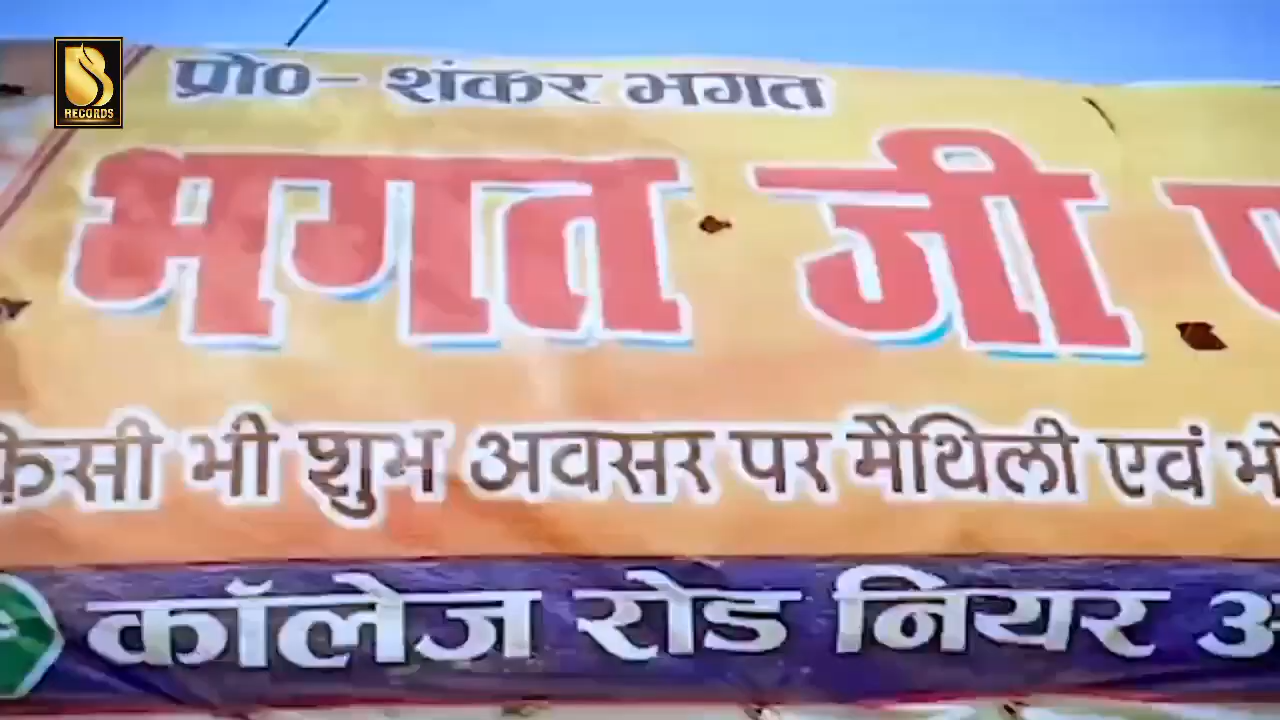 RECORDS
प्रो०- शंकर भगत
भगत जी
किसी भी शुभ अवसर पर मैथिली एवं
कॉलेज रोड नियर